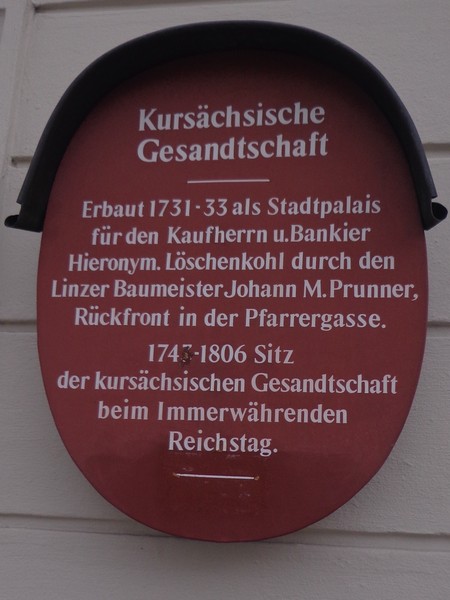 Kursächsische
Gesandtschaft
Erbaut 1731-33 als Stadtpalais
für den Kaufherrn u. Bankier
Hieronym. Löschenkohl durch den
Linzer Baumeister Johann M. Prunner,
Rückfront in der Pfarrergasse.
1743-1806 Sitz
der kursächsischen Gesandtschaft
beim Immerwährenden
Reichstag.